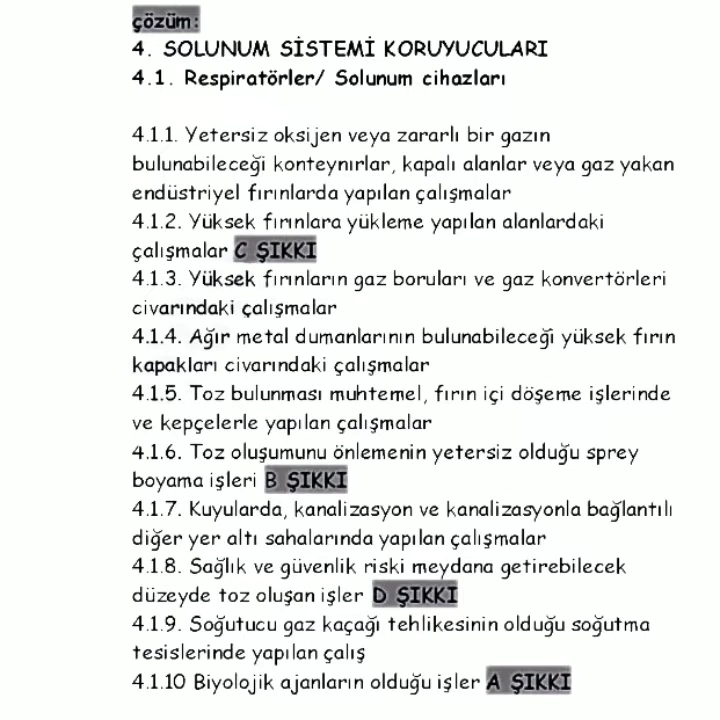 çözüm:
4. SOLUNUM SİSTEMİ KORUYUCULARI
4.1. Respiratörler/ Solunum cihazları
4.1.1. Yetersiz oksijen veya zararlı bir gazın
bulunabileceği konteynırlar, kapalı alanlar veya gaz yakan
endüstriyel fırınlarda yapılan çalışmalar
4.1.2. Yüksek fırınlara yükleme yapılan alanlardaki
çalışmalar C ŞIKKI
4.1.3. Yüksek fırınların gaz boruları ve gaz konvertörleri
civarındaki çalışmalar
4.1.4. Ağır metal dumanlarının bulunabileceği yüksek fırın
kapakları civarındaki çalışmalar
4.1.5. Toz bulunması muhtemel, fırın içi döşeme işlerinde
ve kepçelerle yapılan çalışmalar
4.1.6. Toz oluşumunu önlemenin yetersiz olduğu sprey
boyama işleri B ŞIKKI
4.1.7. Kuyularda, kanalizasyon ve kanalizasyonla bağlantılı
diğer yer altı sahalarında yapılan çalışmalar
4.1.8. Sağlık ve güvenlik riski meydana getirebilecek
düzeyde toz oluşan işler D ŞIKKI
4.1.9. Soğutucu gaz kaçağı tehlikesinin olduğu soğutma
tesislerinde yapılan çalış
4.1.10 Biyolojik ajanların olduğu işler A ŞIKKI